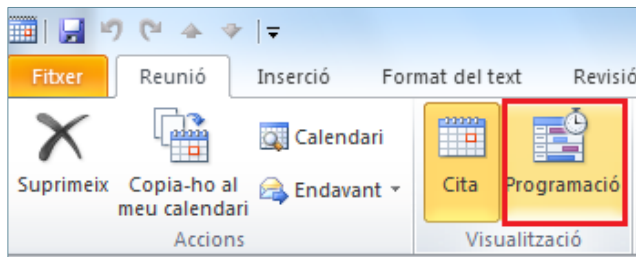 Fitxer Reunió Inserció Format del text Revisió
Suprimeix
Copia-ho al
meu calendari
Calendari
Endavant
Accions
Cita
Programació
Visualització